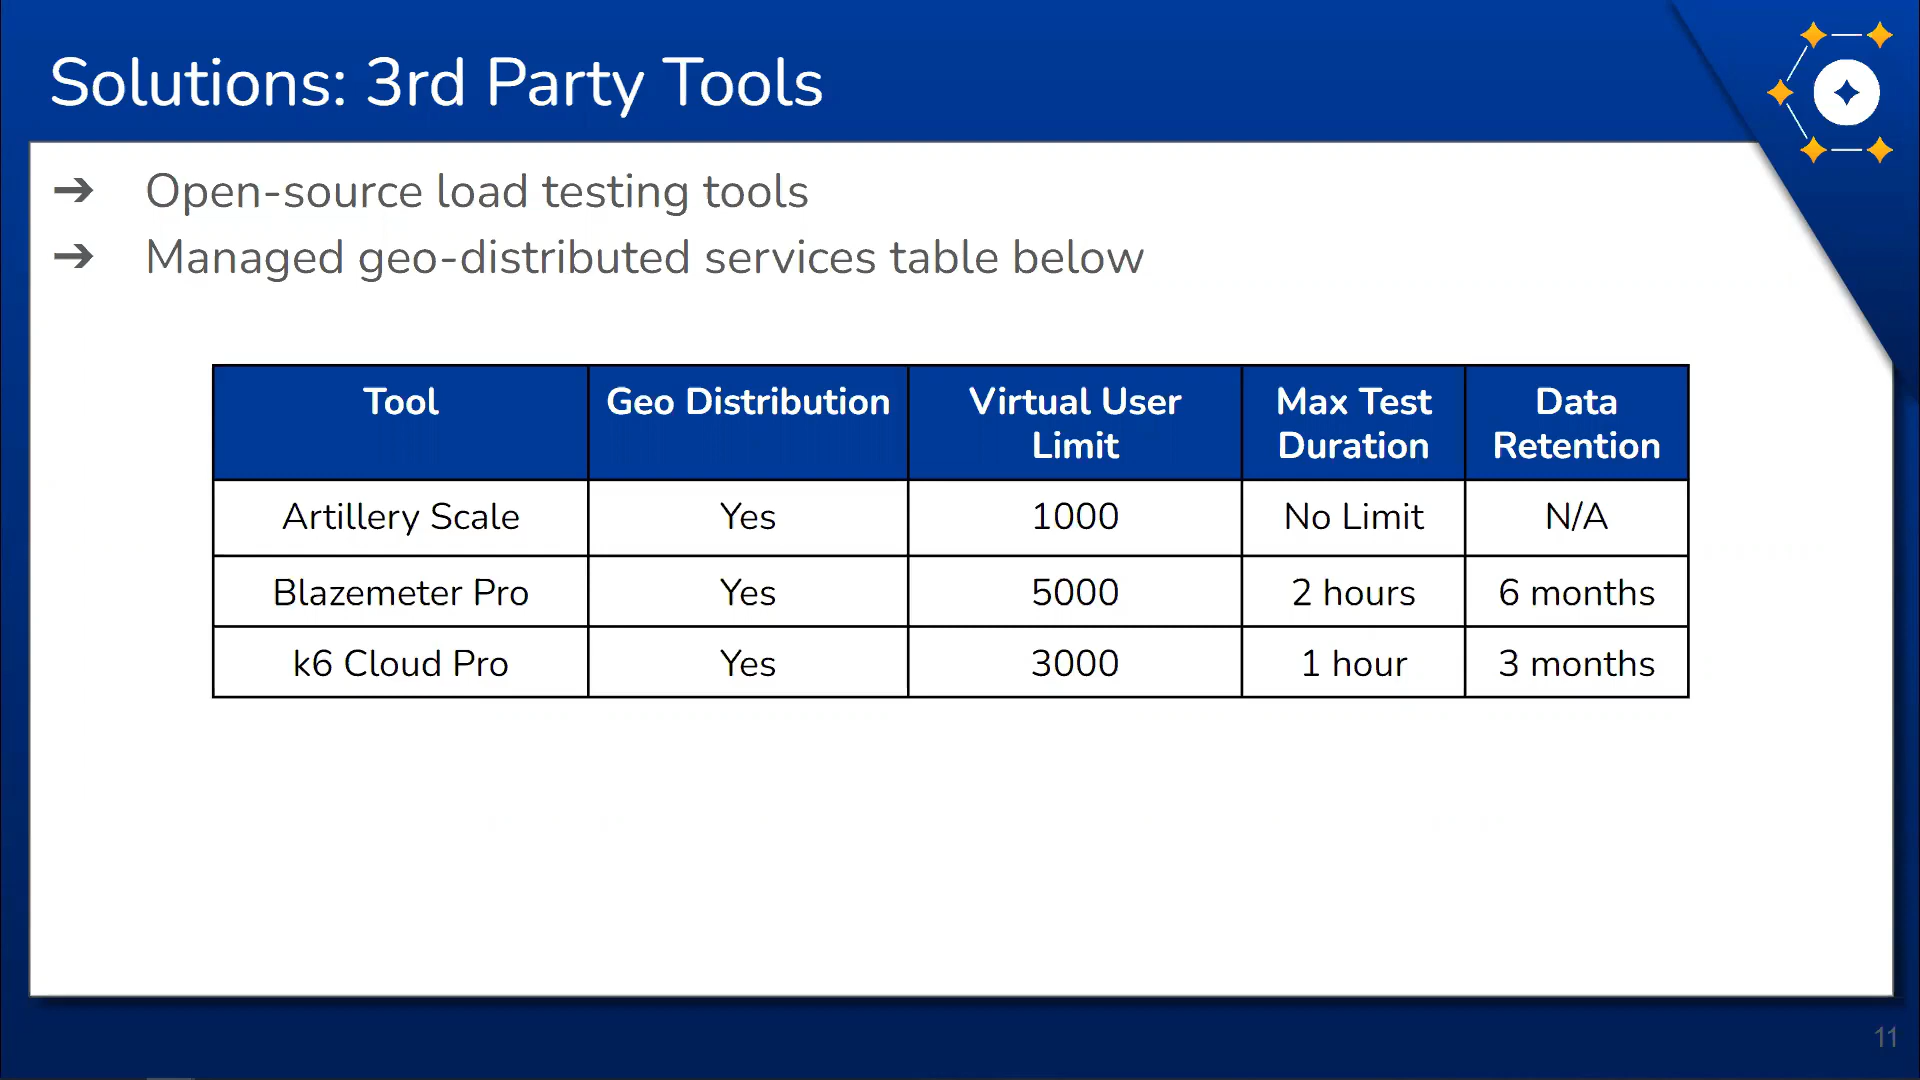 Solutions: 3rd Party Tools
➔ Open-source load testing tools
➔ Managed geo-distributed services table below
Tool Geo Distribution Virtual User Limit Max Test Duration Data Retention
Artillery Scale Yes 1000 No Limit N/A
Blazemeter Pro Yes 5000 2 hours 6 months
k6 Cloud Pro Yes 3000 1 hour 3 months
11